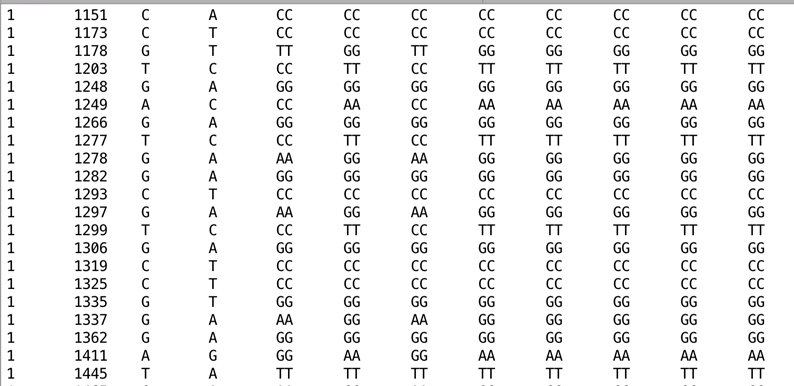 1 1151 C A CC CC CC CC CC CC CC CC
1 1173 C T CC CC CC CC CC CC CC CC
1 1178 G T TT GG TT GG GG GG GG GG
1 1203 T C CC TT CC TT TT TT TT TT
1 1248 G A GG GG GG GG GG GG GG GG
1 1249 A C CC AA CC AA AA AA AA AA
1 1266 G A GG GG GG GG GG GG GG GG
1 1277 T C CC TT CC TT TT TT TT TT
1 1278 G A AA GG AA GG GG GG GG GG
1 1282 G A GG GG GG GG GG GG GG GG
1 1293 C T CC CC CC CC CC CC CC CC
1 1297 G A AA GG AA GG GG GG GG GG
1 1299 T C CC TT CC TT TT TT TT TT
1 1306 G A GG GG GG GG GG GG GG GG
1 1319 C T CC CC CC CC CC CC CC CC
1 1325 C T CC CC CC CC CC CC CC CC
1 1335 G T GG GG GG GG GG GG GG GG
1 1337 G A AA GG AA GG GG GG GG GG
1 1362 G A GG GG GG GG GG GG GG GG
1 1411 A G GG AA GG AA AA AA AA AA
1 1445 T A TT TT TT TT TT TT TT TT